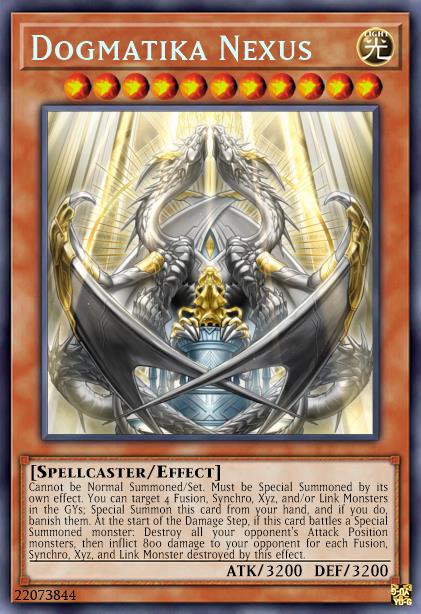 Dogmatika Nexus
LIGHT
光
[Spellcaster/Effect]
Cannot be Normal Summoned/Set. Must be Special Summoned by its
own effect. You can target 4 Fusion, Synchro, Xyz, and/or Link Monsters
in the GYs; Special Summon this card from your hand, and if you do,
banish them. At the start of the Damage Step, if this card battles a Special
Summoned monster: Destroy all your opponent's Attack Position
monsters, then inflict 800 damage to your opponent for each Fusion,
Synchro, Xyz, and Link Monster destroyed by this effect.
ATK/3200 DEF/3200
22073844